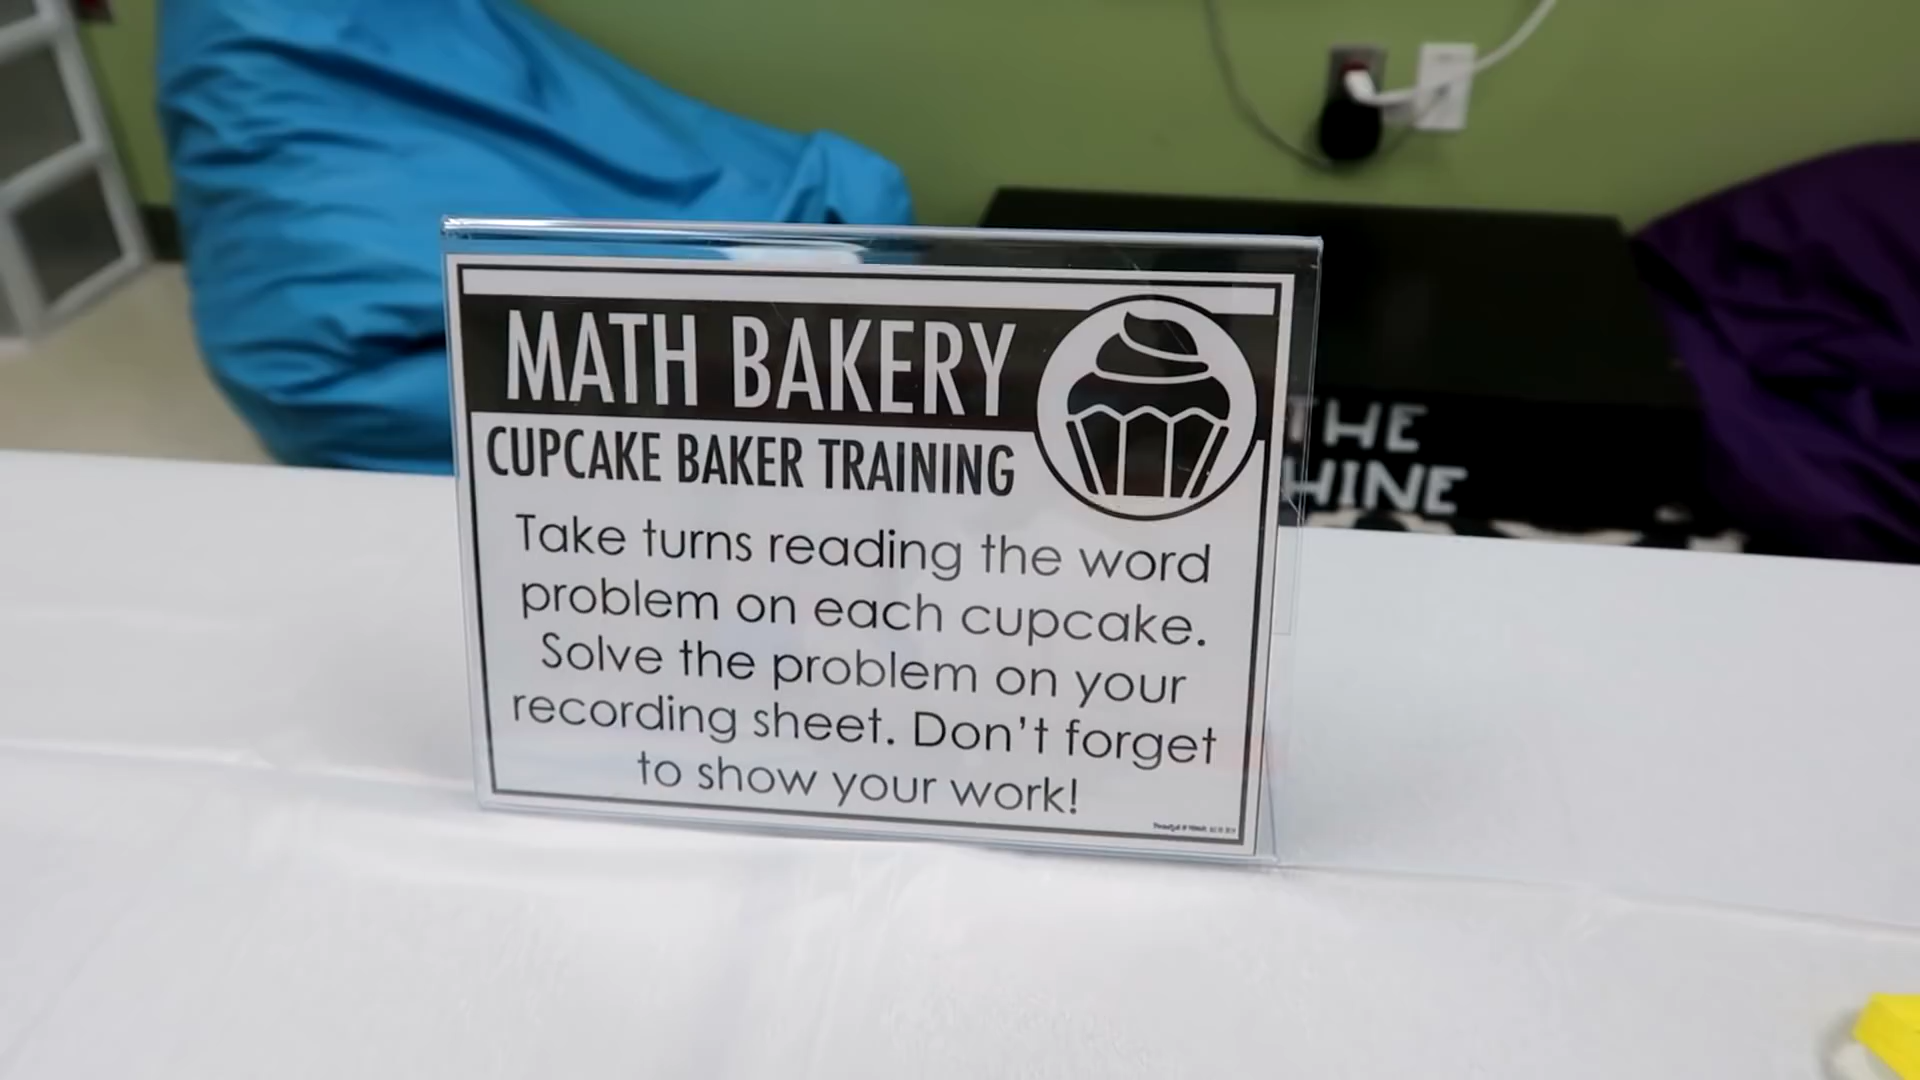 MATH BAKERY
CUPCAKE BAKER TRAINING
Take turns reading the word
problem on each cupcake.
Solve the problem on your
recording sheet. Don't forget
to show your work!
THE
HINE